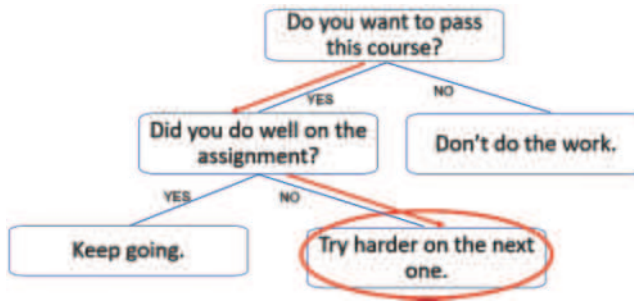 Do you want to pass
this course?
YES
NO
Did you do well on the
assignment?
Don't do the work.
YES
NO
Keep going.
Try harder on the next
one.